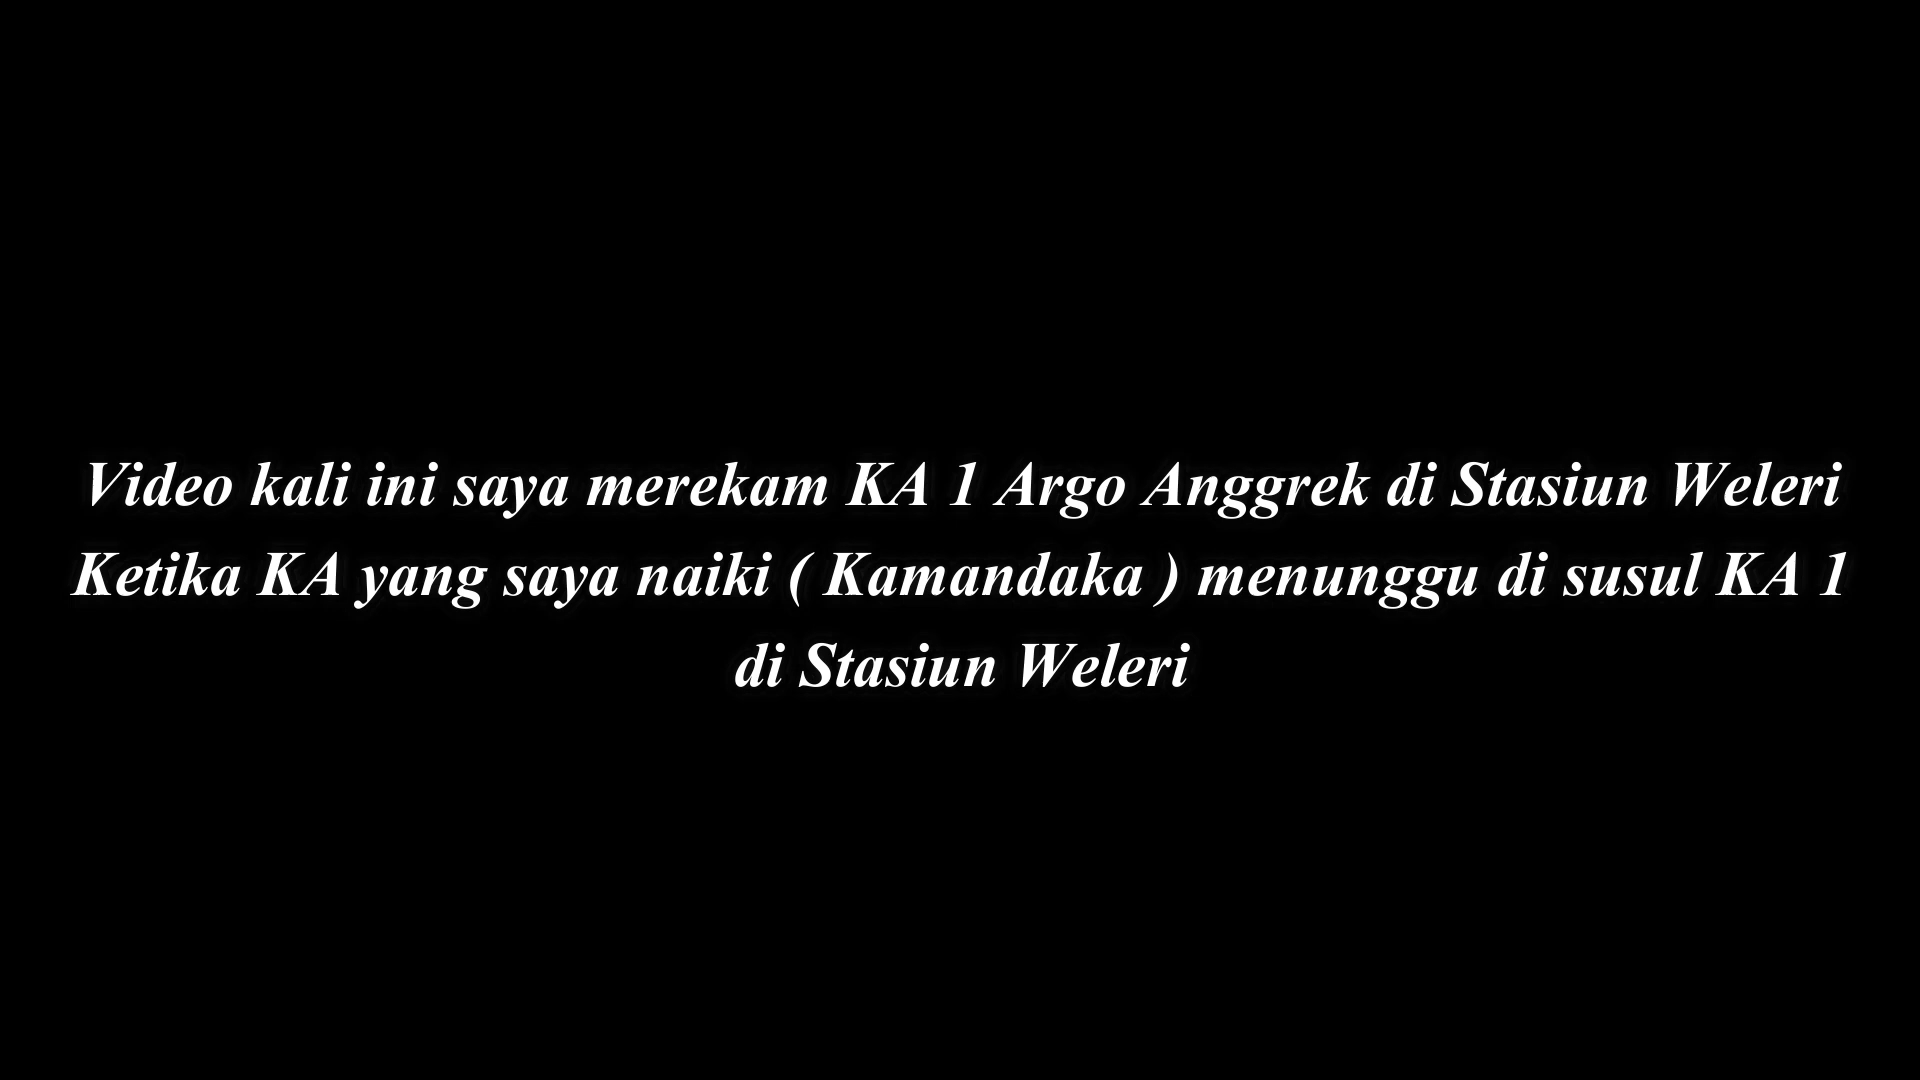 Video kali ini saya merekam KA 1 Argo Anggrek di Stasiun Weleri
Ketika KA yang saya naiki ( Kamandaka ) menunggu di susul KA 1
di Stasiun Weleri